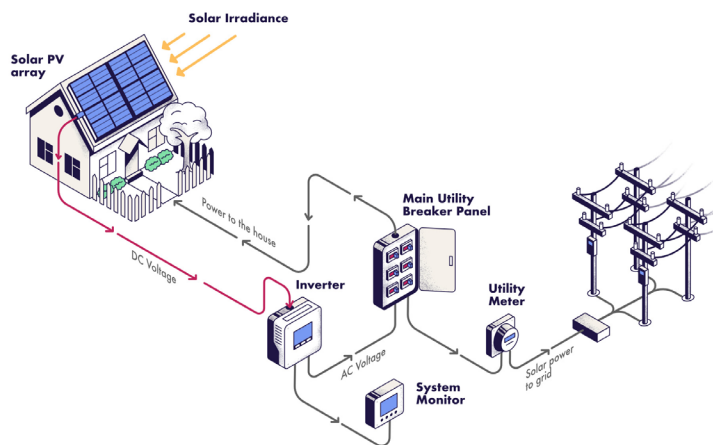 Solar Irradiance
Solar PV
array
Power to the house
Main Utility
Breaker Panel
DC Voltage
Inverter
Utility
Meter
AC Voltage
Solar power
to grid
System
Monitor